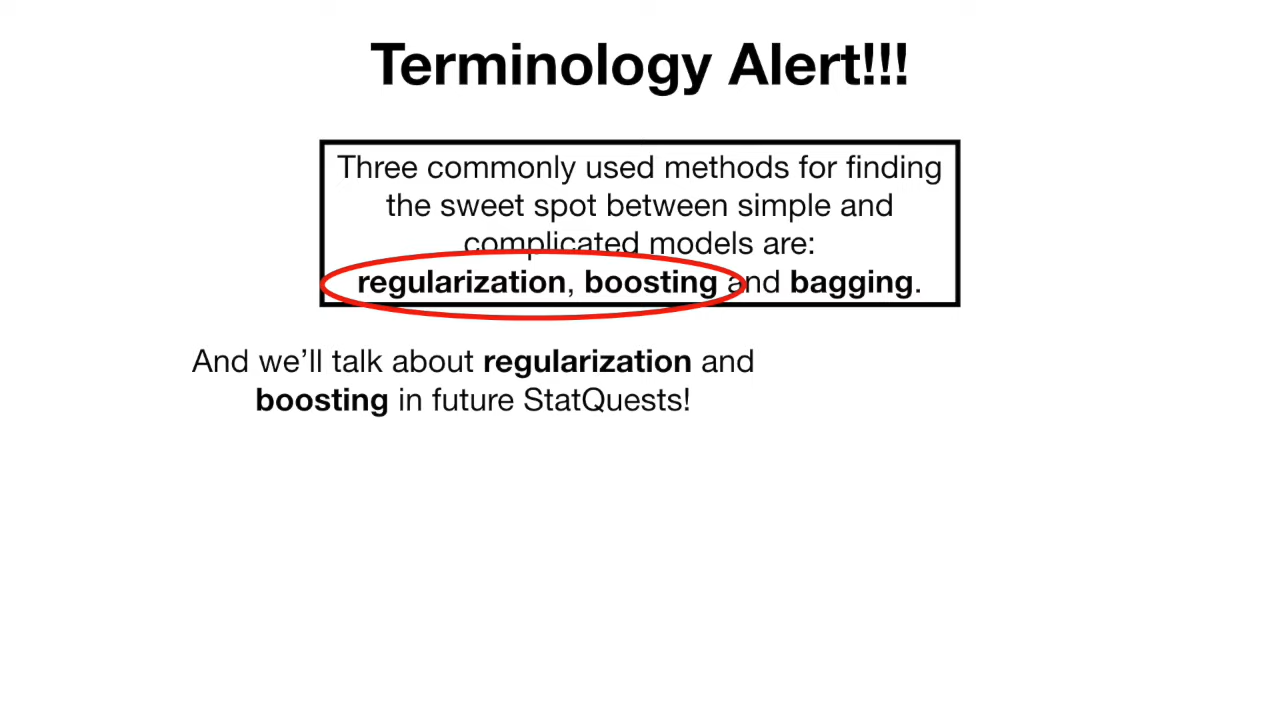 Terminology Alert!!!
Three commonly used methods for finding
the sweet spot between simple and
complicated models are:
regularization, boosting and bagging.
And we’ll talk about regularization and
boosting in future StatQuests!